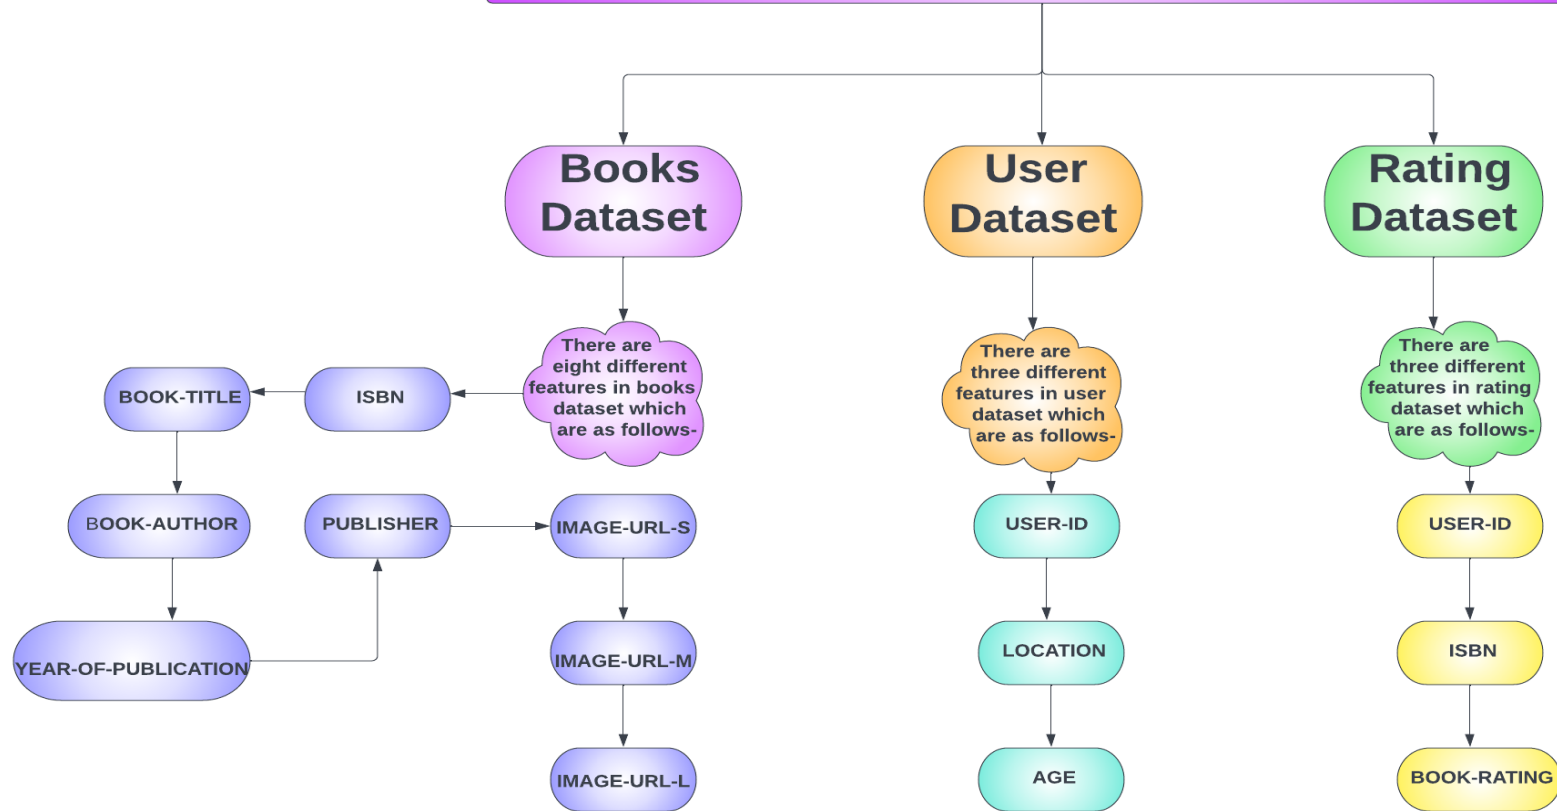 Books
Dataset
User
Dataset
Rating
Dataset
There are
eight different
features in books
dataset which
are as follows-
There are
three different
features in user
dataset which
are as follows-
There are
three different
features in rating
dataset which
are as follows-
ISBN
BOOK-TITLE
BOOK-AUTHOR
YEAR-OF-PUBLICATION
PUBLISHER
IMAGE-URL-S
IMAGE-URL-M
IMAGE-URL-L
USER-ID
LOCATION
AGE
USER-ID
ISBN
BOOK-RATING